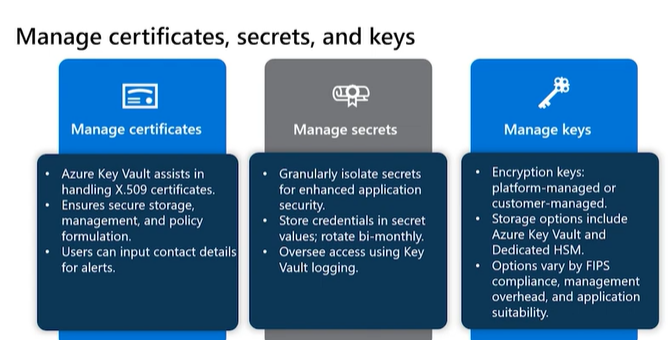 Manage certificates, secrets, and keys
Manage certificates
• Azure Key Vault assists in
handling X.509 certificates.
• Ensures secure storage,
management, and policy
formulation.
• Users can input contact details
for alerts.
Manage secrets
• Granularly isolate secrets
for enhanced application
security.
• Store credentials in secret
values; rotate bi-monthly.
• Oversee access using Key
Vault logging.
Manage keys
• Encryption keys:
platform-managed or
customer-managed.
• Storage options include
Azure Key Vault and
Dedicated HSM.
• Options vary by FIPS
compliance, management
overhead, and application
suitability.